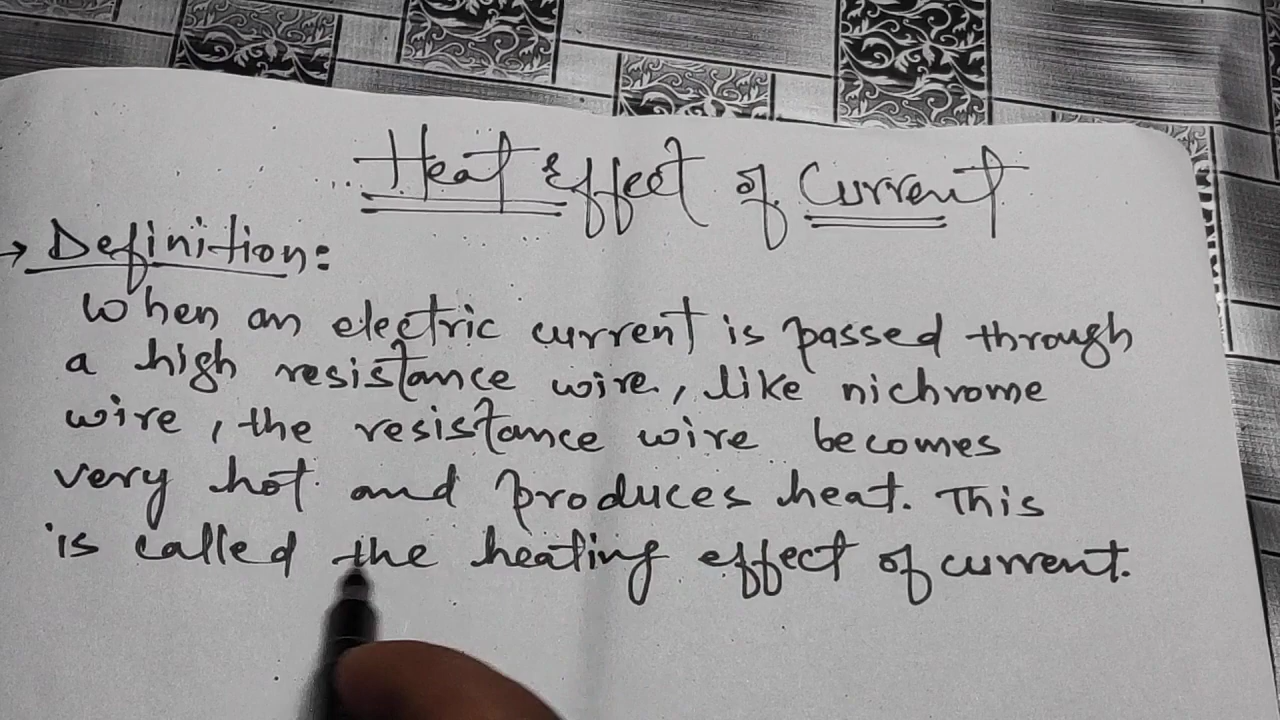 Heat Effect of Current
→ Definition:
When an electric current is passed through
a high resistance wire, like nichrome
wire, the resistance wire becomes
very hot and produces heat. This
is called the heating effect of current.